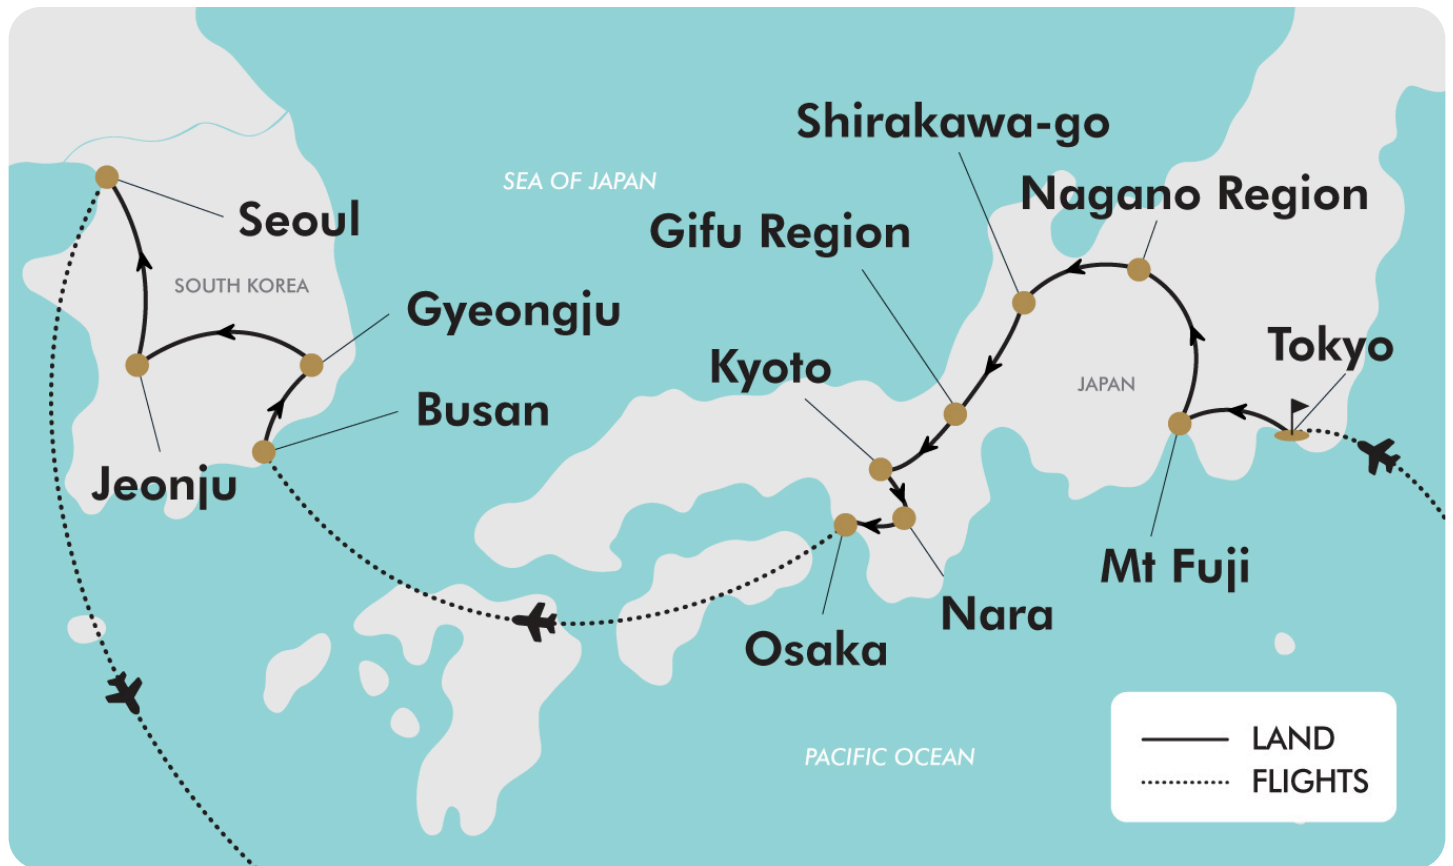 Shirakawa-go
SEA OF JAPAN
Nagano Region
Seoul
Gifu Region
SOUTH KOREA
Gyeongju
Tokyo
Kyoto
JAPAN
Busan
Jeonju
Mt Fuji
Nara
Osaka
PACIFIC OCEAN
LAND
FLIGHTS